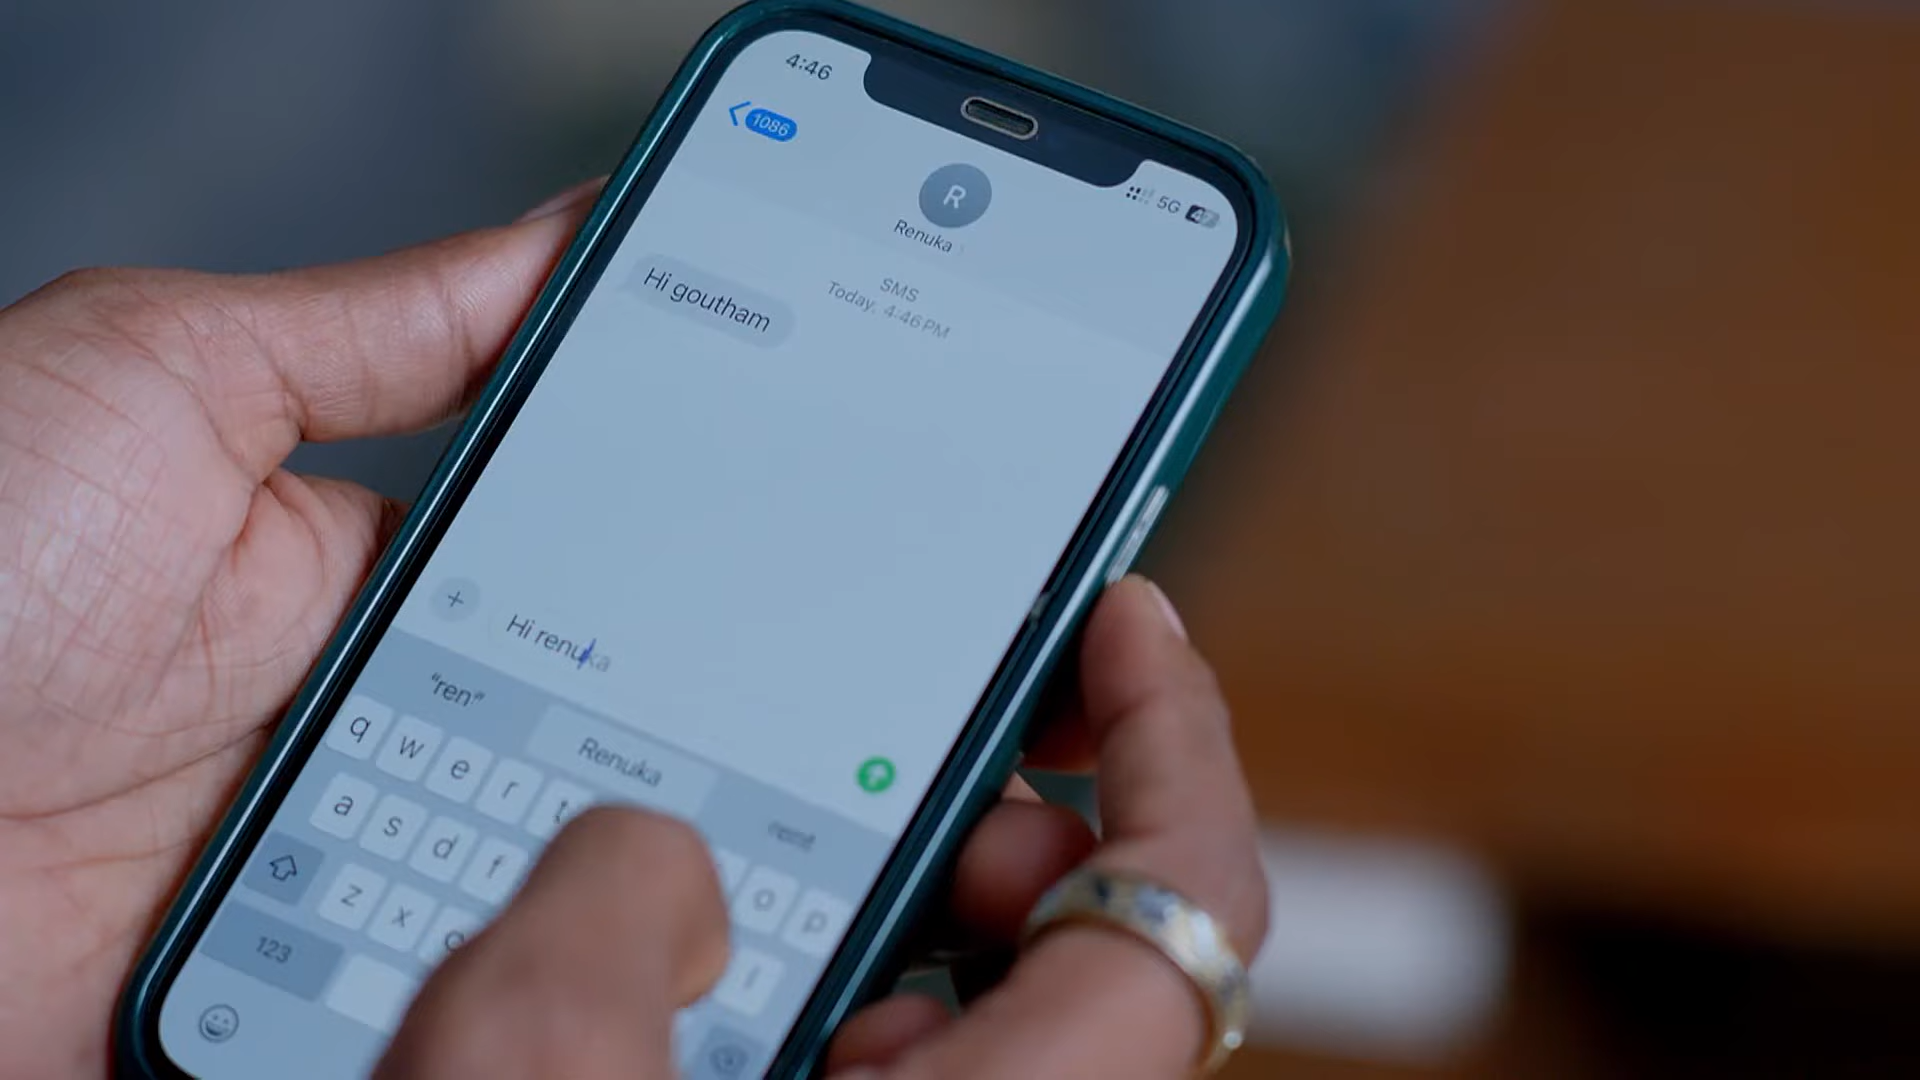 4:46
1086
5G
R
Renuka
SMS
Today, 4:46 PM
Hi goutham
+
Hi renuka
"ren"
Renuka
q w e r t
o p
a s d f
l
z x
123